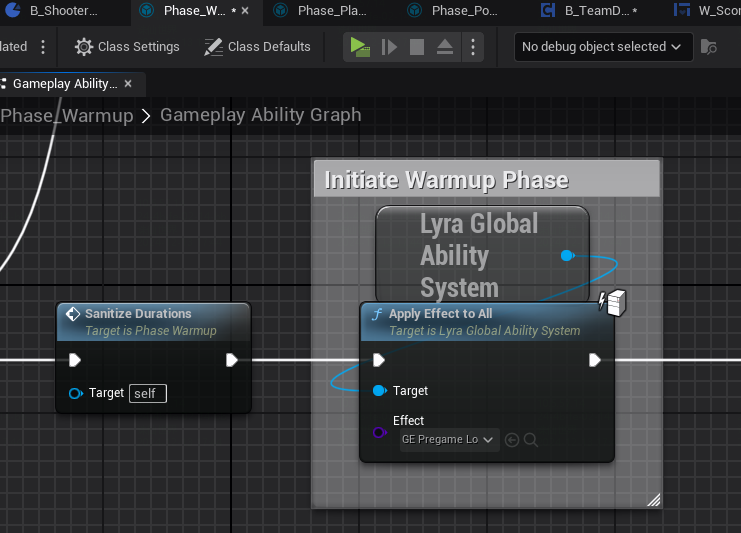 B_Shooter...
Phase_W... *
Phase_Pla...
Phase_Po...
B_TeamD... *
W_Scor
lated
Class Settings
Class Defaults
No debug object selected
Gameplay Ability...
Phase_Warmup > Gameplay Ability Graph
Initiate Warmup Phase
Lyra Global
Ability
System
Sanitize Durations
Target is Phase Warmup
Target
self
Apply Effect to All
Target is Lyra Global Ability System
Target
Effect
GE Pregame Lo